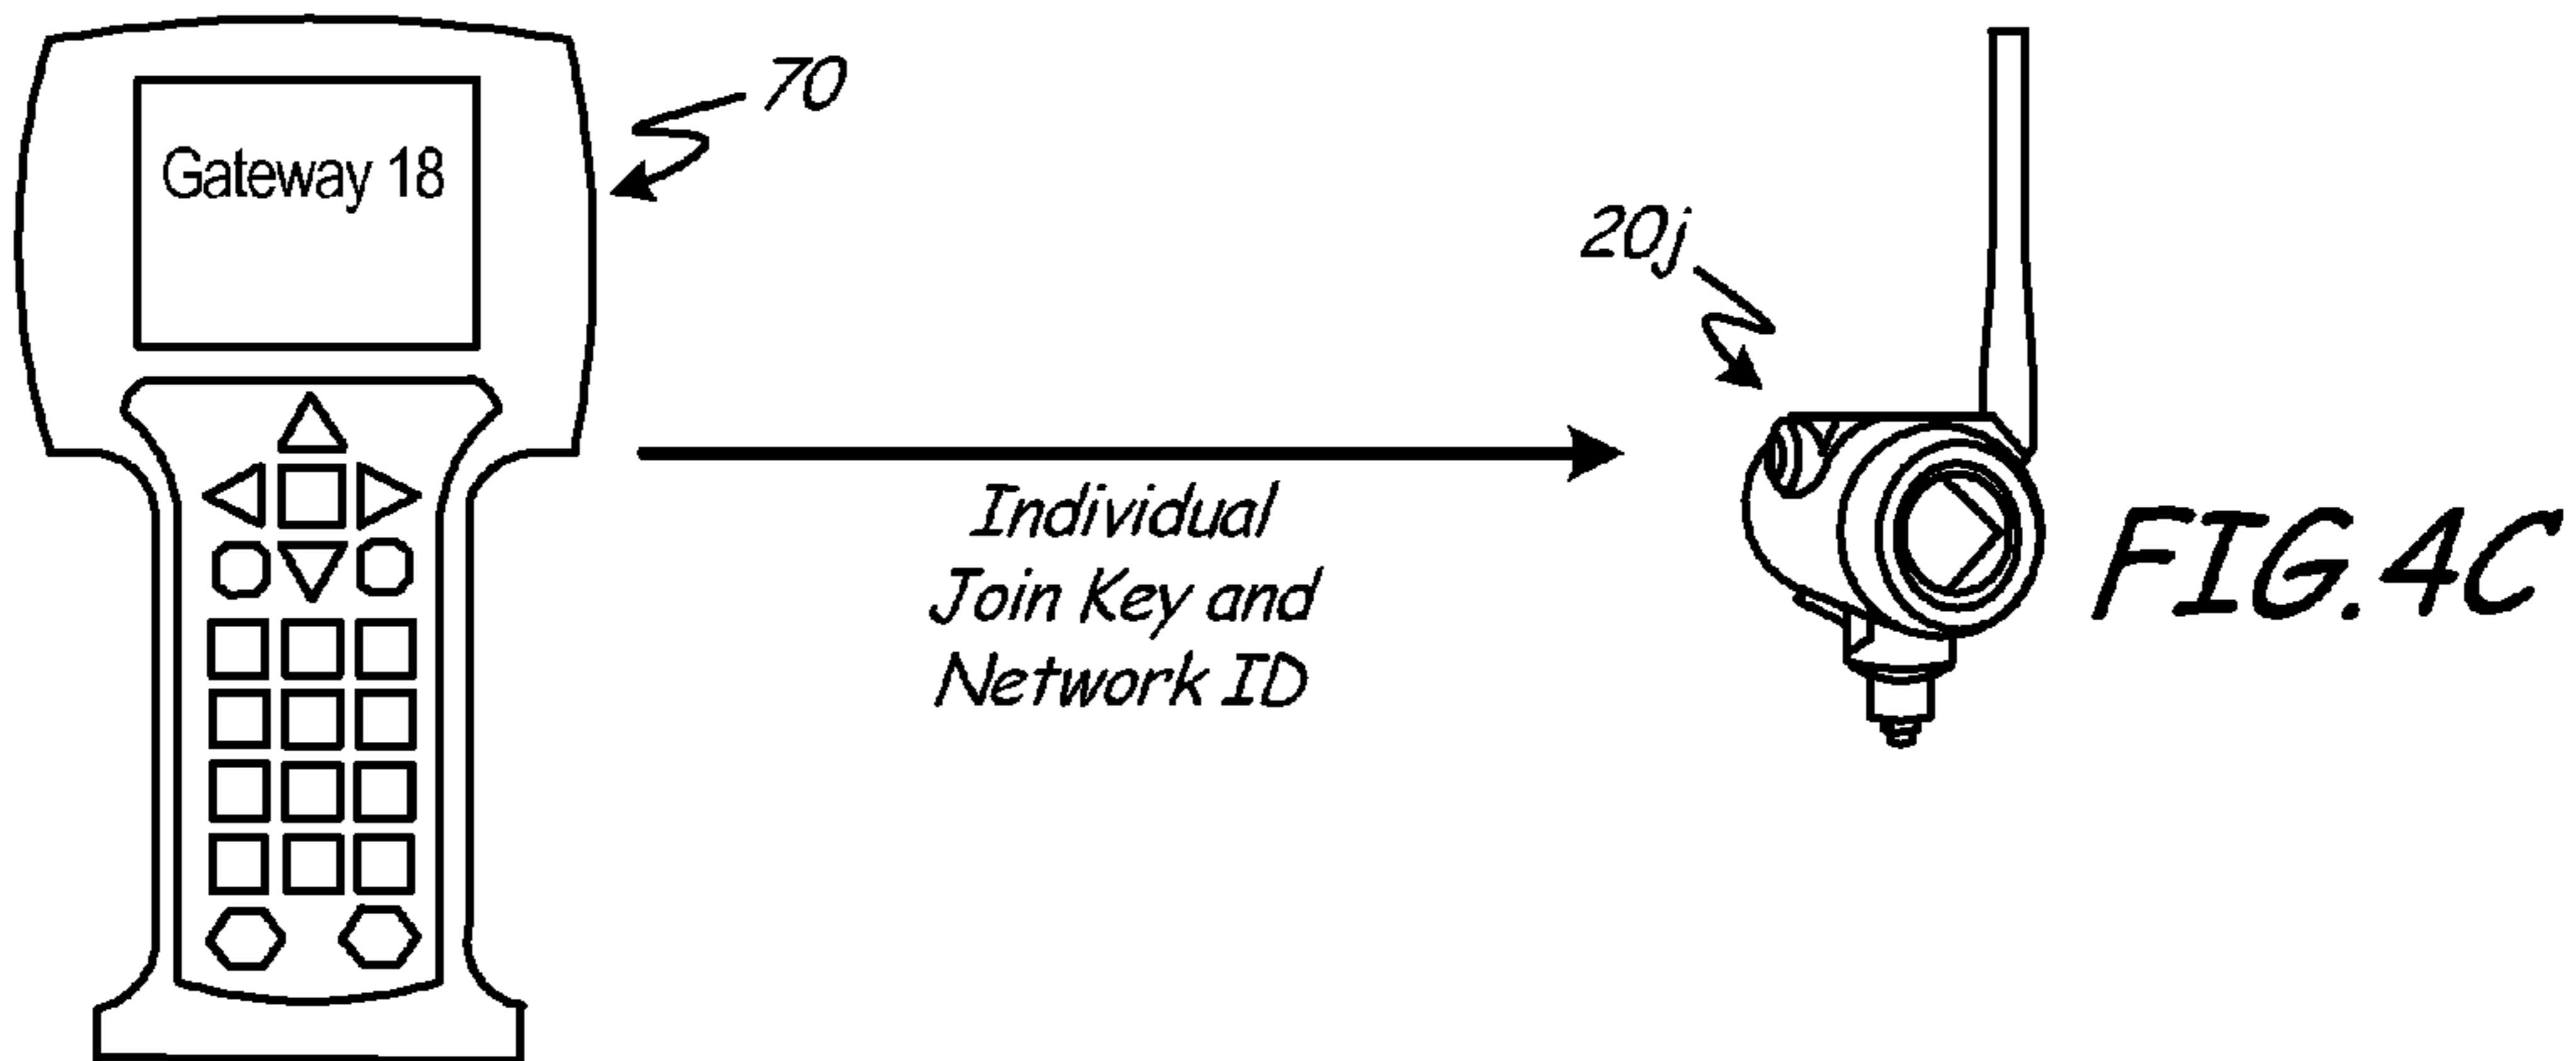 70
Gateway 18
20j
Individual
Join Key and
Network ID
FIG.4C